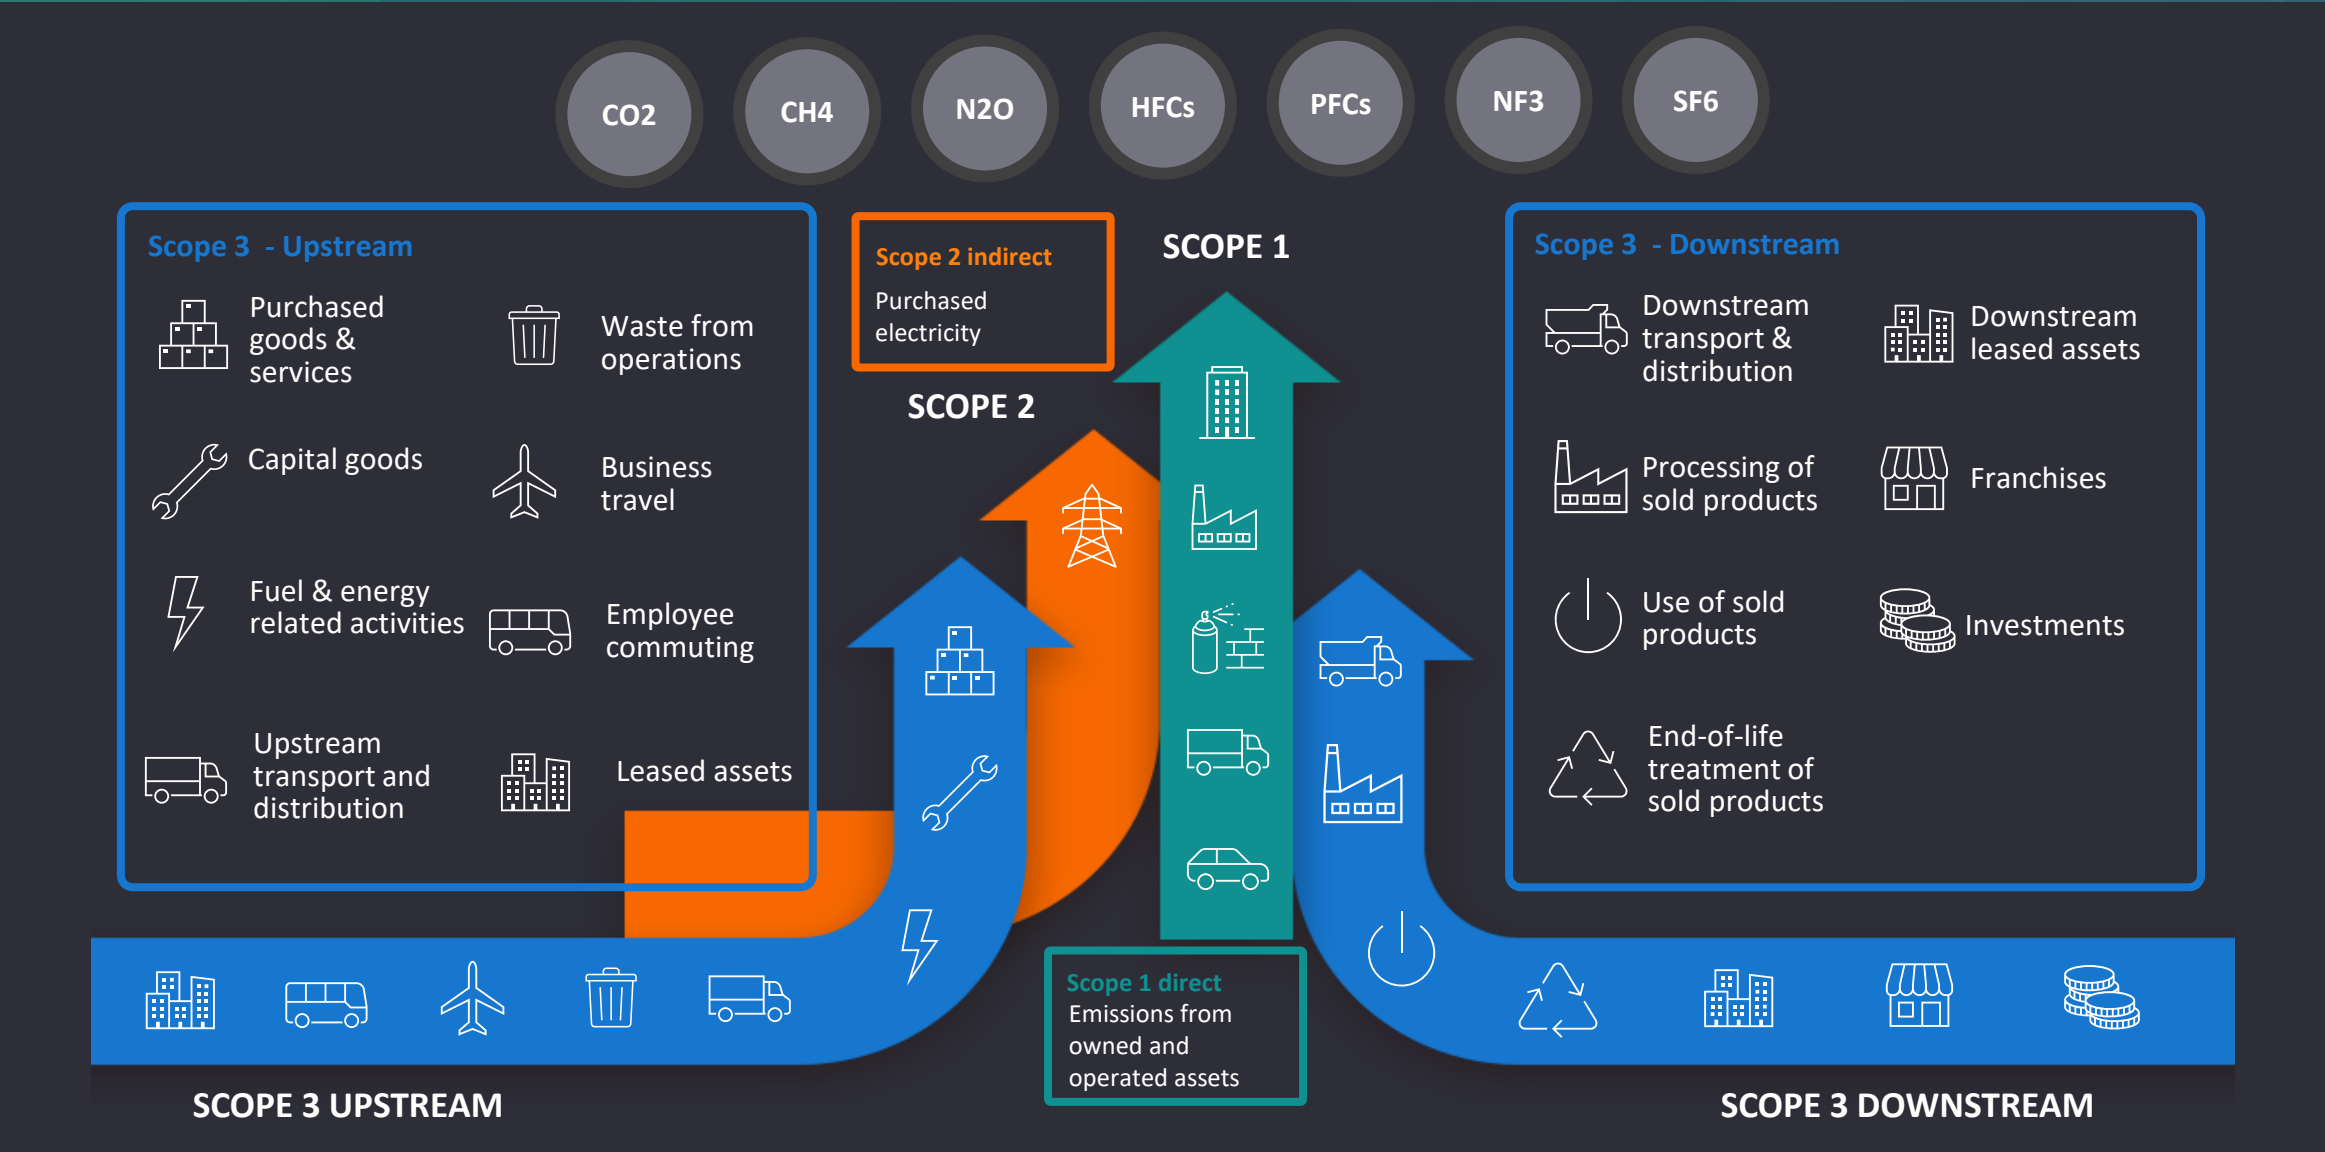 CO2
CH4
N2O
HFCs
PFCs
NF3
SF6
Scope 3 - Upstream
Purchased
goods &
services
Waste from
operations
Capital goods
Business
travel
Fuel & energy
related activities
Employee
commuting
Upstream
transport and
distribution
Leased assets
Scope 2 indirect
Purchased
electricity
SCOPE 2
SCOPE 1
Scope 1 direct
Emissions from
owned and
operated assets
Scope 3 - Downstream
Downstream
transport &
distribution
Downstream
leased assets
Processing of
sold products
Franchises
Use of sold
products
Investments
End-of-life
treatment of
sold products
SCOPE 3 UPSTREAM
SCOPE 3 DOWNSTREAM